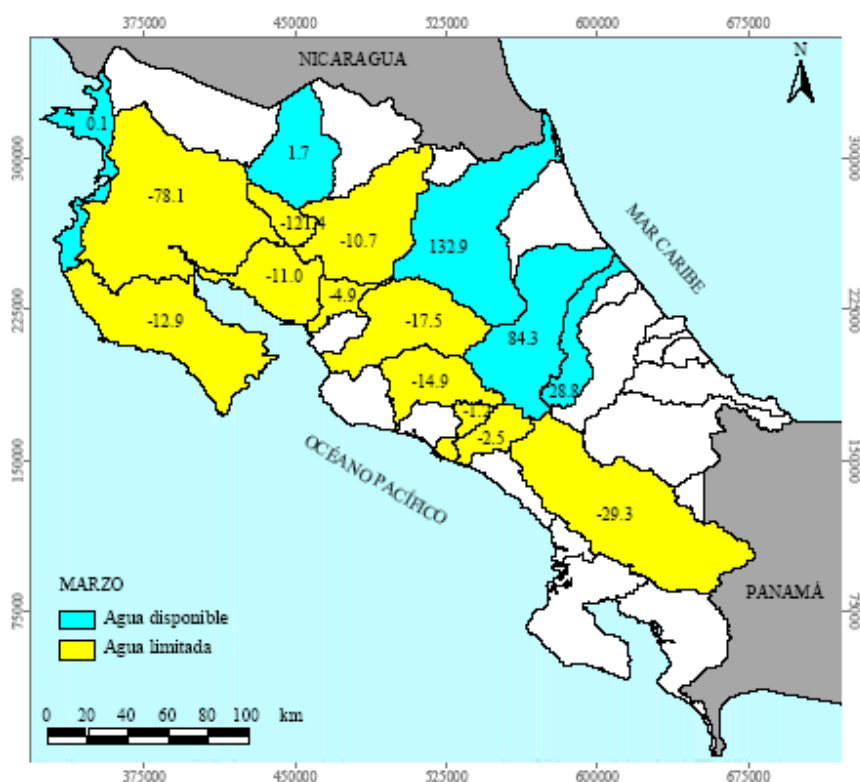 375000 450000 525000 600000 675000
NICARAGUA
N
0.1
300000
1.7
300000
-78.1
-121.4
-10.7
132.9
MAR CARIBE
-11.0
-4.9
225000
-12.9
-17.5
84.3
225000
-14.9
28.8
-1.2
-2.5
150000
OCÉANO PACÍFICO
150000
-29.3
MARZO
PANAMÁ
75000
Agua disponible
75000
Agua limitada
0 20 40 60 80 100 km
375000 450000 525000 600000 675000